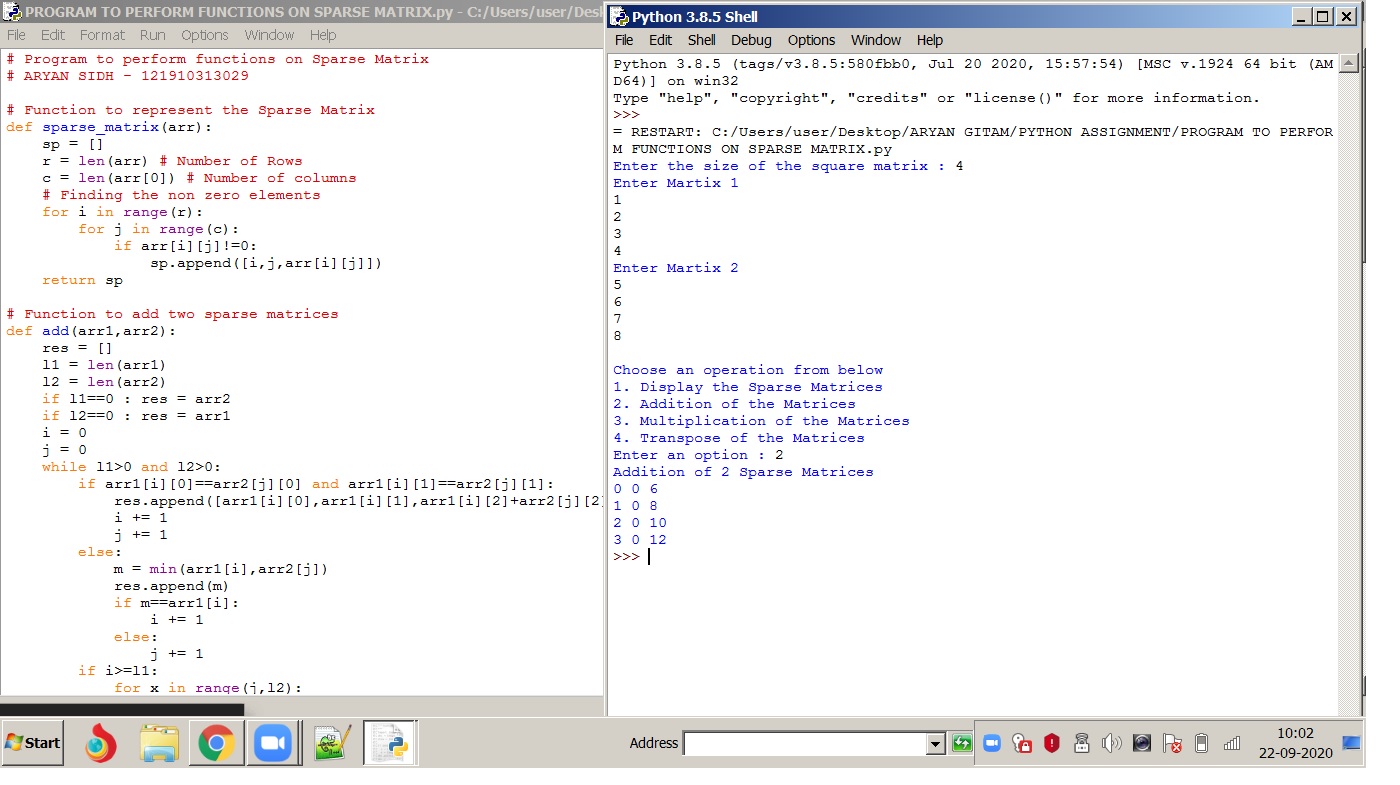 PROGRAM TO PERFORM FUNCTIONS ON SPARSE MATRIX.py - C:/Users/user/Des
File Edit Format Run Options Window Help
# Program to perform functions on Sparse Matrix
# ARYAN SIDH - 121910313029

# Function to represent the Sparse Matrix
def sparse_matrix(arr):
    sp = []
    r = len(arr) # Number of Rows
    c = len(arr[0]) # Number of columns
    # Finding the non zero elements
    for i in range(r):
        for j in range(c):
            if arr[i][j]!=0:
                sp.append([i,j,arr[i][j]])
    return sp

# Function to add two sparse matrices
def add(arr1,arr2):
    res = []
    l1 = len(arr1)
    l2 = len(arr2)
    if l1==0 : res = arr2
    if l2==0 : res = arr1
    i = 0
    j = 0
    while l1>0 and l2>0:
        if arr1[i][0]==arr2[j][0] and arr1[i][1]==arr2[j][1]:
            res.append([arr1[i][0],arr1[i][1],arr1[i][2]+arr2[j][2]
            i += 1
            j += 1
        else:
            m = min(arr1[i],arr2[j])
            res.append(m)
            if m==arr1[i]:
                i += 1
            else:
                j += 1
        if i>=l1:
            for x in range(j,l2):
Python 3.8.5 Shell
File Edit Shell Debug Options Window Help
Python 3.8.5 (tags/v3.8.5:580fbb0, Jul 20 2020, 15:57:54) [MSC v.1924 64 bit (AM
D64)] on win32
Type "help", "copyright", "credits" or "license()" for more information.
>>>
= RESTART: C:/Users/user/Desktop/ARYAN GITAM/PYTHON ASSIGNMENT/PROGRAM TO PERFOR
M FUNCTIONS ON SPARSE MATRIX.py
Enter the size of the square matrix : 4
Enter Martix 1
1
2
3
4
Enter Martix 2
5
6
7
8

Choose an operation from below
1. Display the Sparse Matrices
2. Addition of the Matrices
3. Multiplication of the Matrices
4. Transpose of the Matrices
Enter an option : 2
Addition of 2 Sparse Matrices
0 0 6
1 0 8
2 0 10
3 0 12
>>>
Start
Address
10:02
22-09-2020